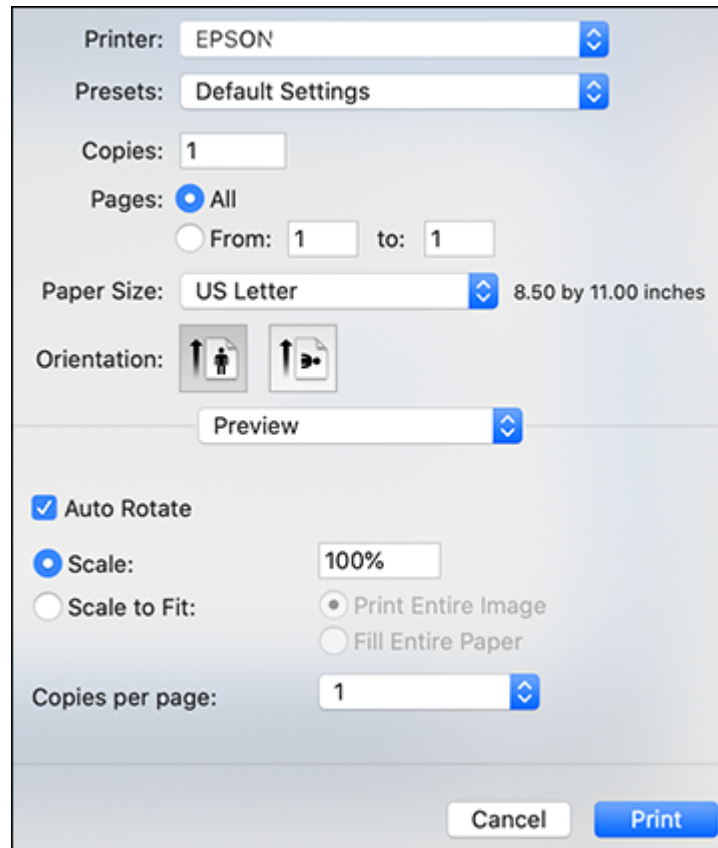 Printer: EPSON
Presets: Default Settings
Copies: 1
Pages: All
From: 1 to: 1
Paper Size: US Letter 8.50 by 11.00 inches
Orientation:
Preview
Auto Rotate
Scale: 100%
Scale to Fit: Print Entire Image
Fill Entire Paper
Copies per page: 1
Cancel Print